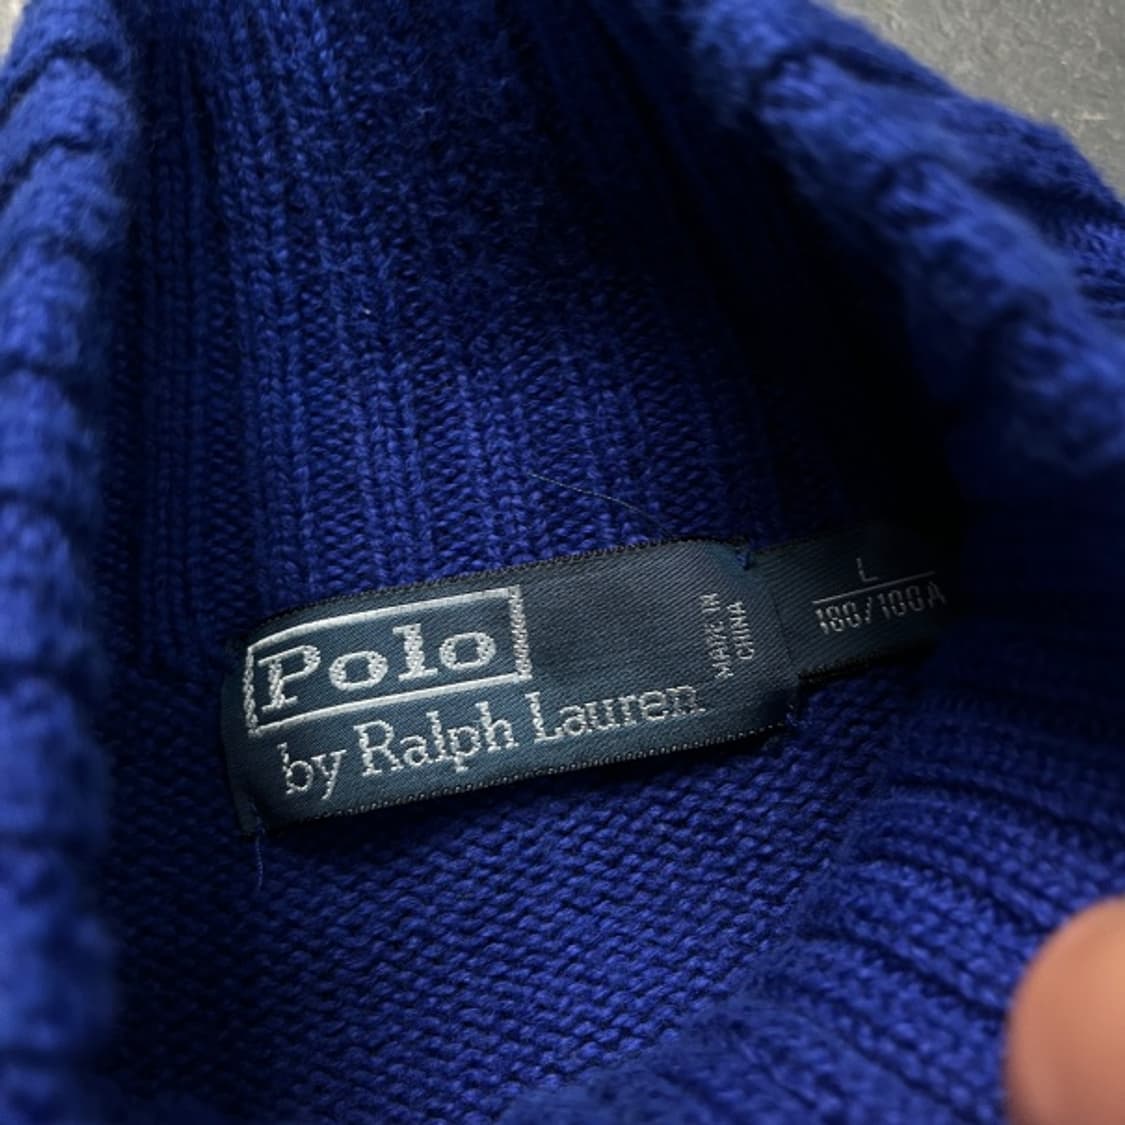 Polo
by Ralph Lauren
MADE IN
CHINA
L
180/100A